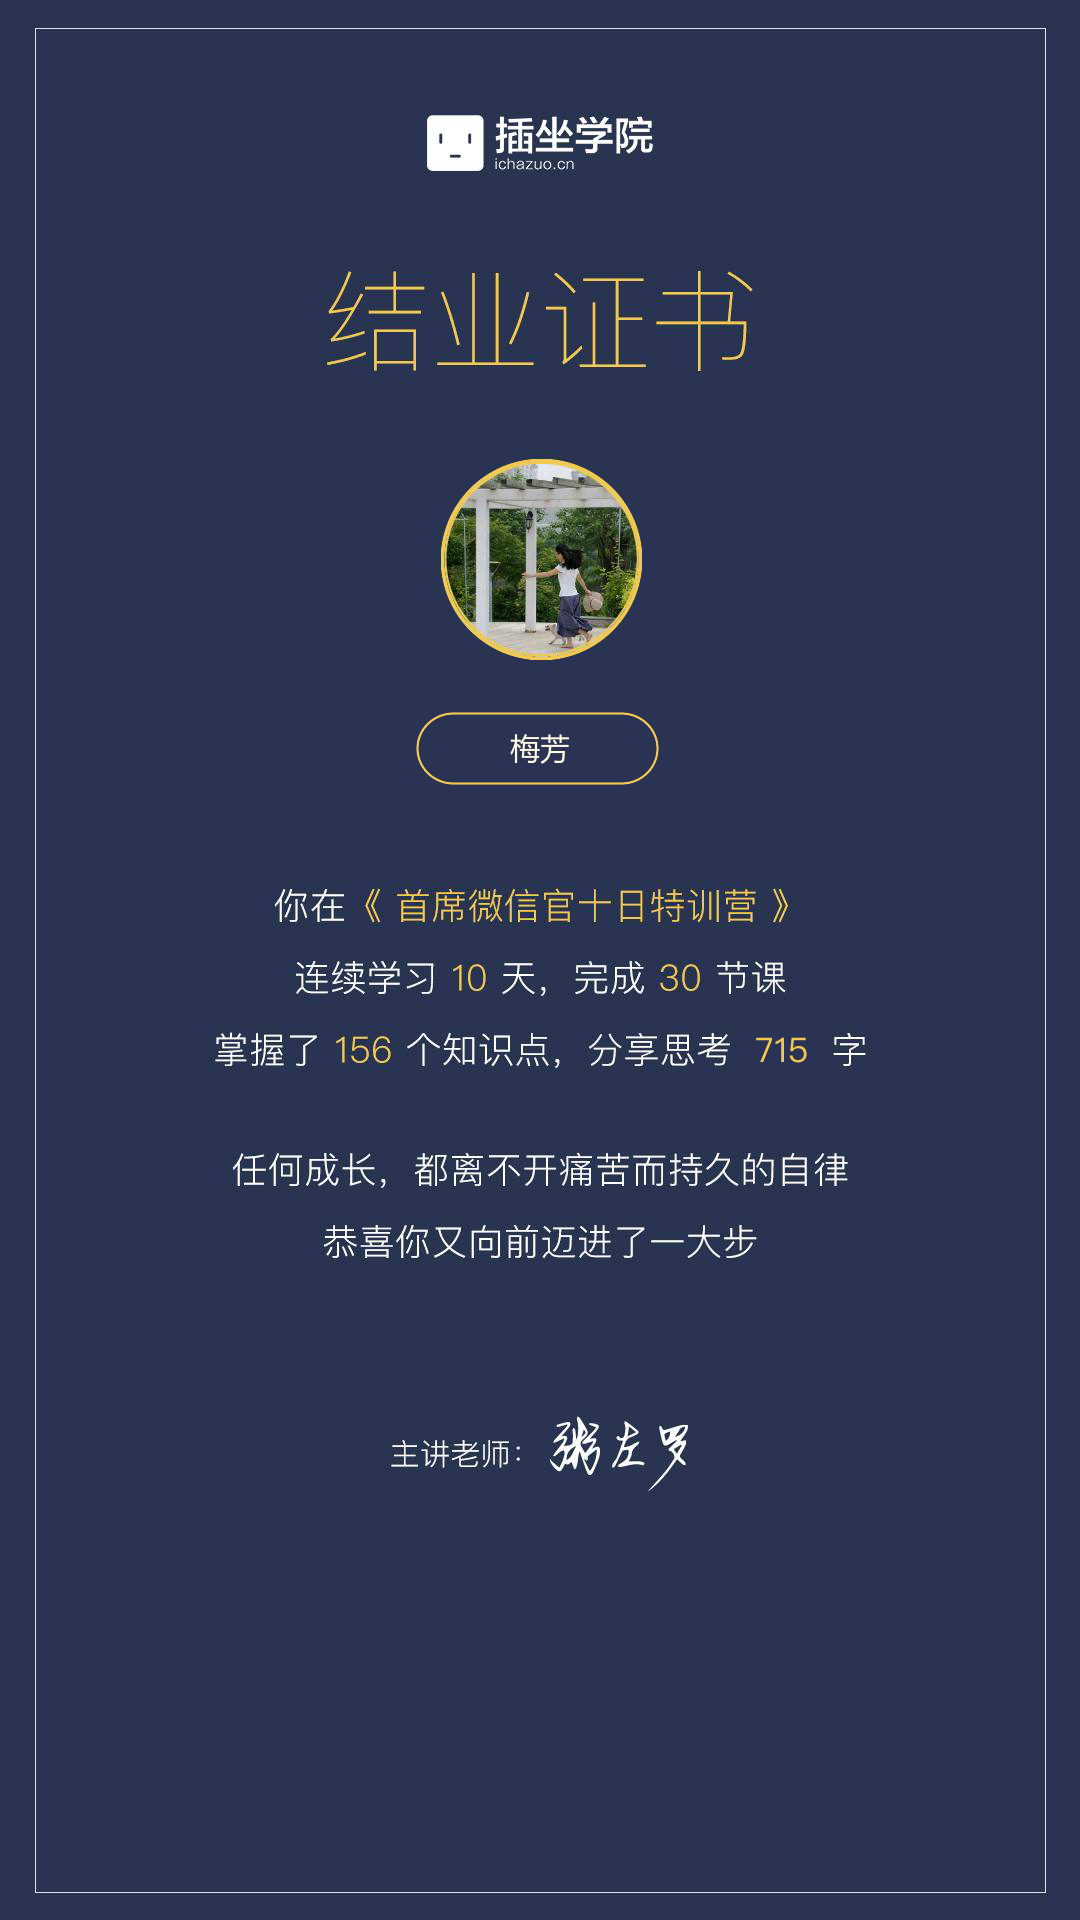 插坐学院
ichazuo.cn
结业证书
梅芳
你在《 首席微信官十日特训营 》
连续学习 10 天，完成 30 节课
掌握了 156 个知识点，分享思考 715 字
任何成长，都离不开痛苦而持久的自律
恭喜你又向前迈进了一大步
主讲老师：粥左罗